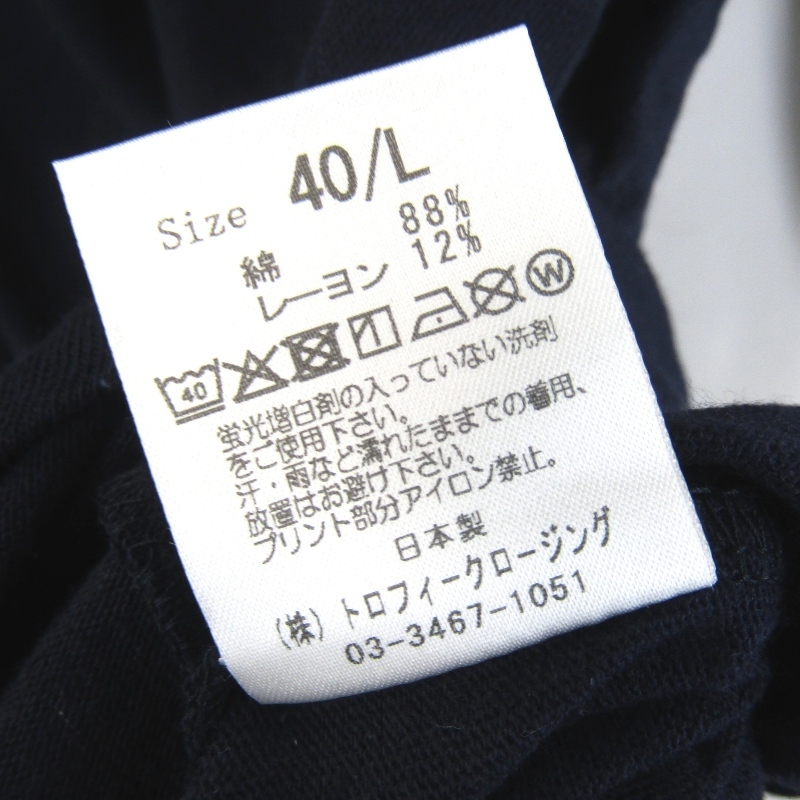 Size 40/L
綿 88%
レーヨン 12%
40 W
蛍光増白剤の入っていない洗剤
をご使用下さい。
汗・雨など濡れたままでの着用、
放置はお避け下さい。
プリント部分アイロン禁止。
日本製
(株)トロフィークロージング
03-3467-1051